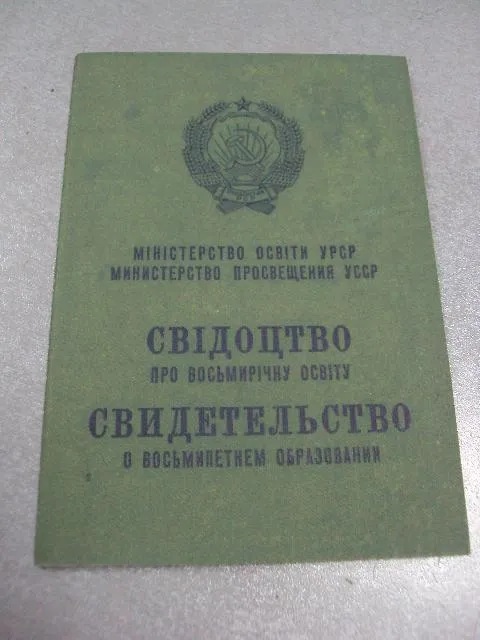 МІНІСТЕРСТВО ОСВІТИ УРСР
МИНИСТЕРСТВО ПРОСВЕЩЕНИЯ УССР
СВІДОЦТВО
ПРО ВОСЬМИРІЧНУ ОСВІТУ
СВИДЕТЕЛЬСТВО
О ВОСЬМИЛЕТНЕМ ОБРАЗОВАНИИ